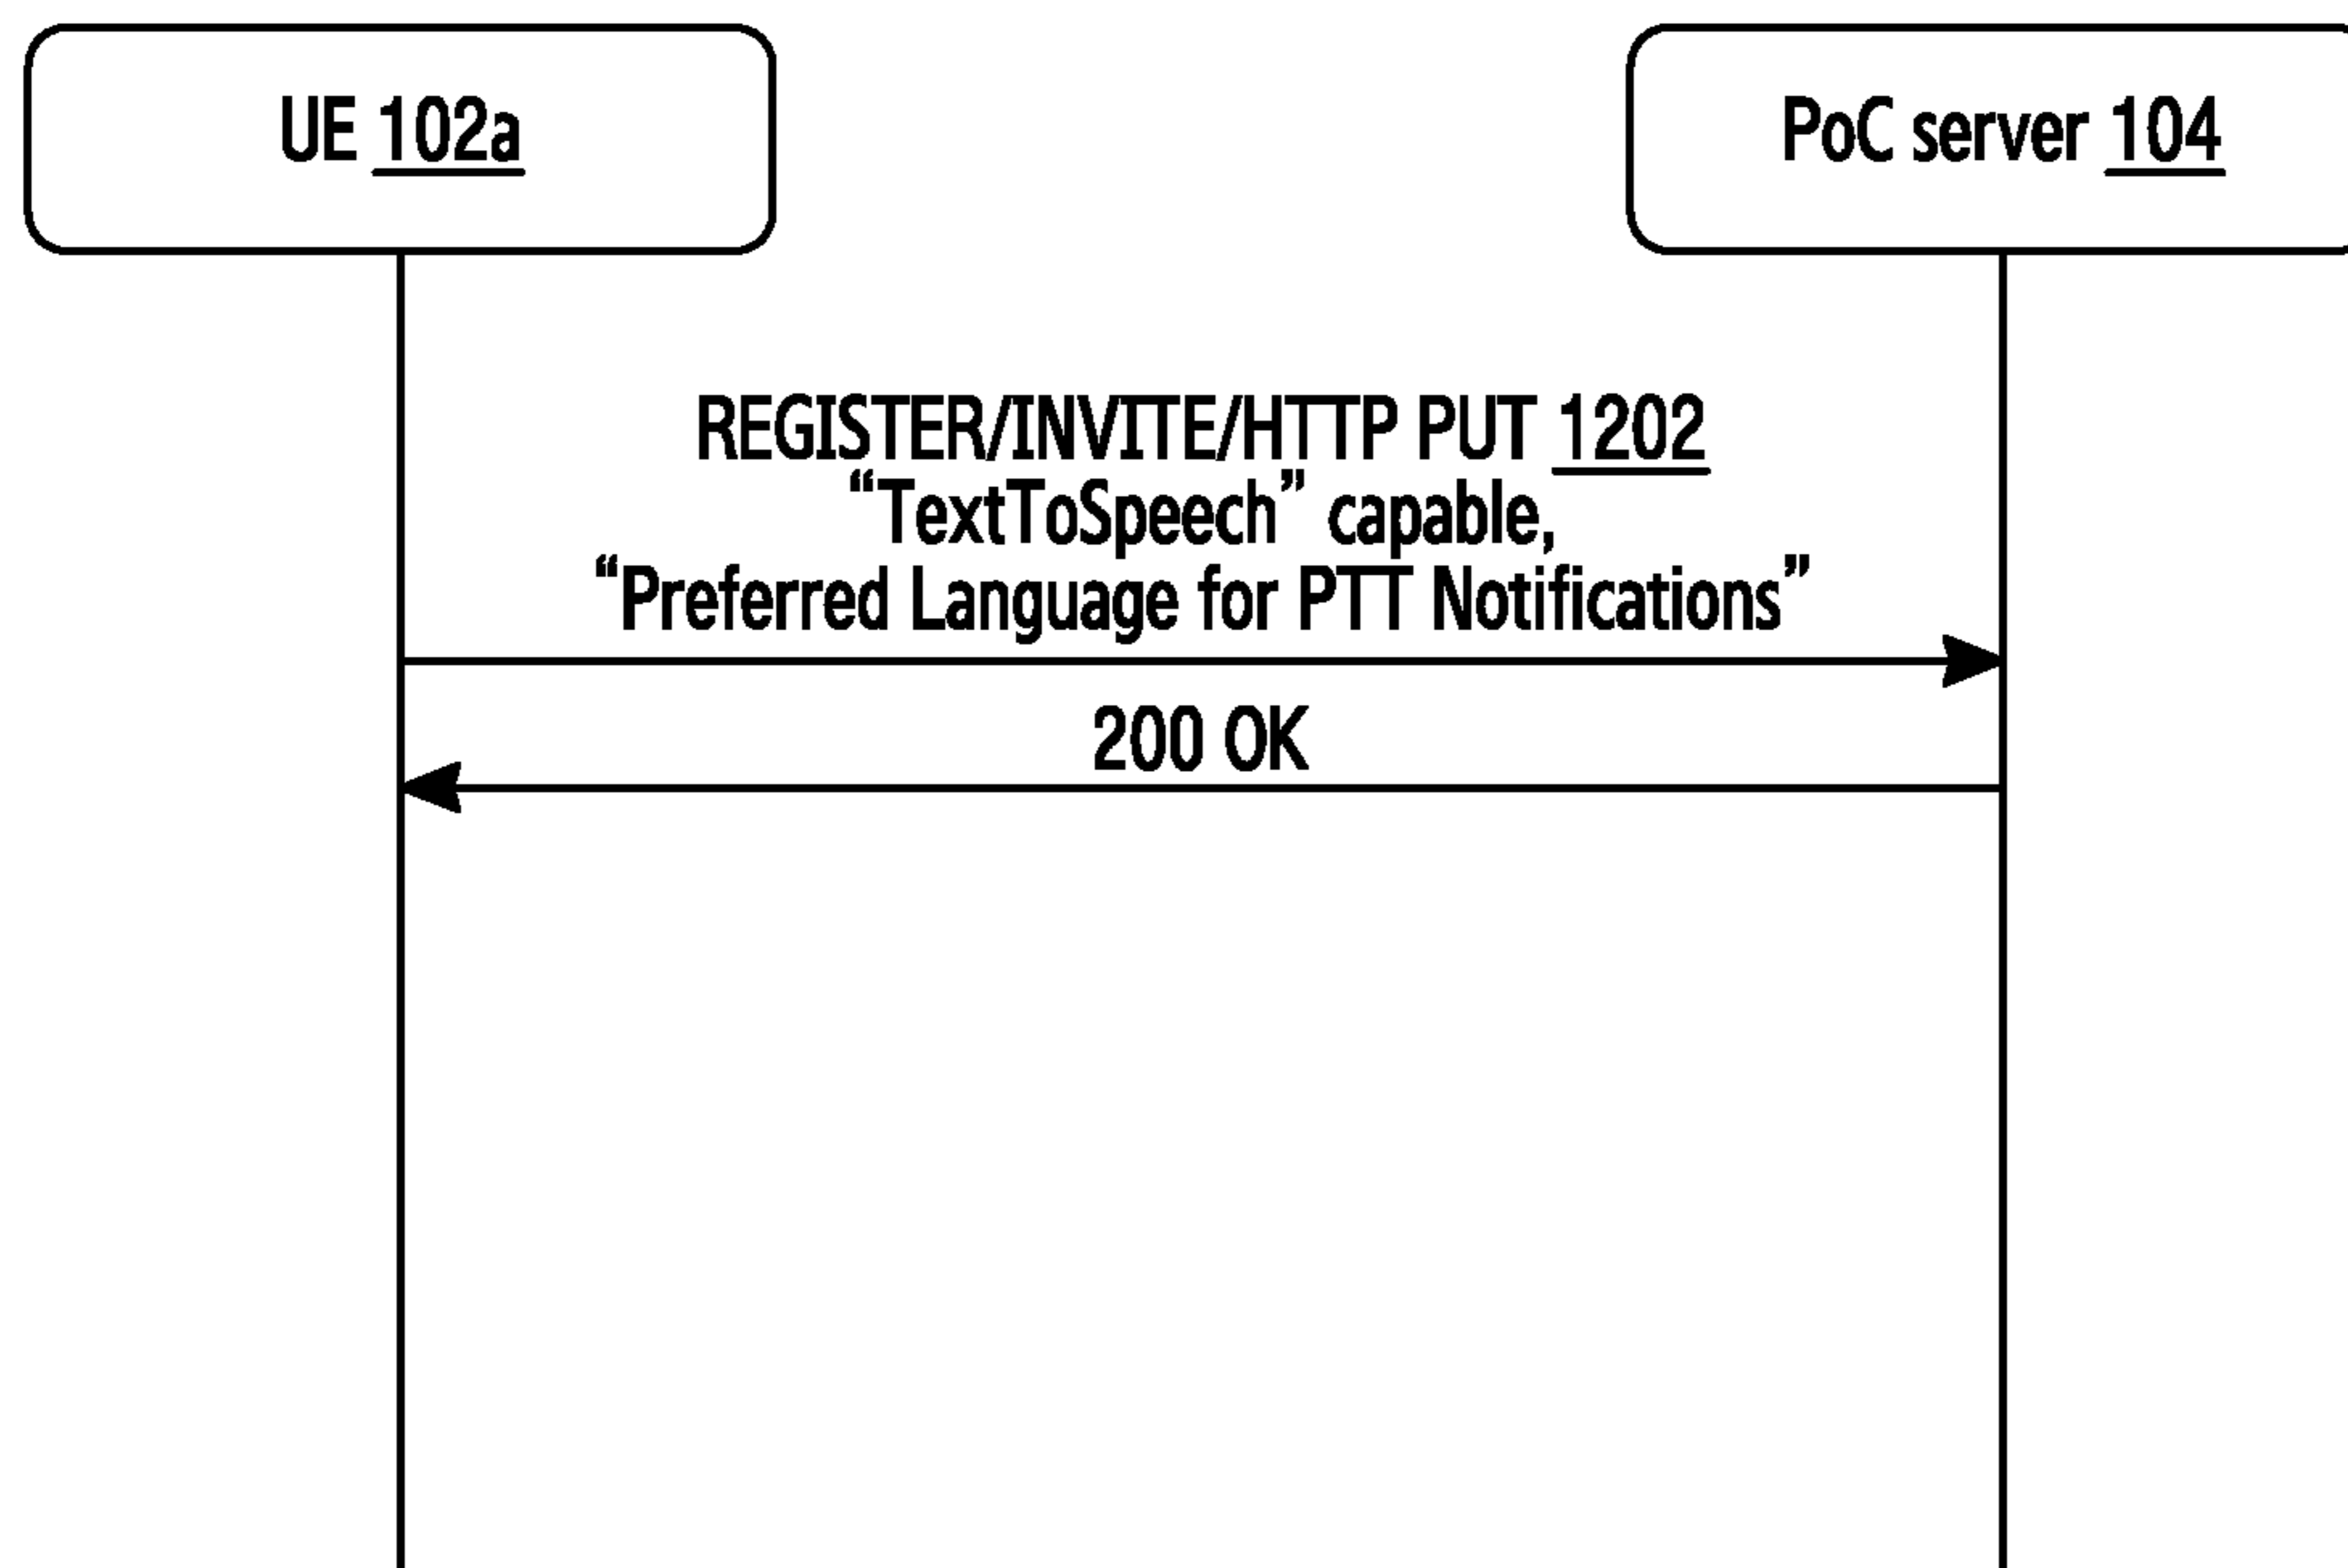 UE 102a
PoC server 104
REGISTER/INVITE/HTTP PUT 1202
“TextToSpeech” capable,
“Preferred Language for PTT Notifications”
200 OK